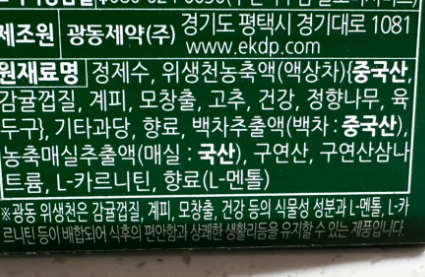 제조원 광동제약(주) 경기도 평택시 경기대로 1081
www.ekdp.com
원재료명 정제수, 위생천농축액(액상차){중국산,
감귤껍질, 계피, 모창출, 고추, 건강, 정향나무, 육
두구}, 기타과당, 향료, 백차추출액(백차 : 중국산),
농축매실추출액(매실 : 국산), 구연산, 구연산삼나
트륨, L-카르니틴, 향료(L-멘톨)
※광동 위생천은 감귤껍질, 계피, 모창출, 건강 등의 식물성 성분과 L-멘톨, L-카
르니틴 등이 배합되어 식후의 편안함과 상쾌한 생활리듬을 유지할 수 있는 제품입니다.